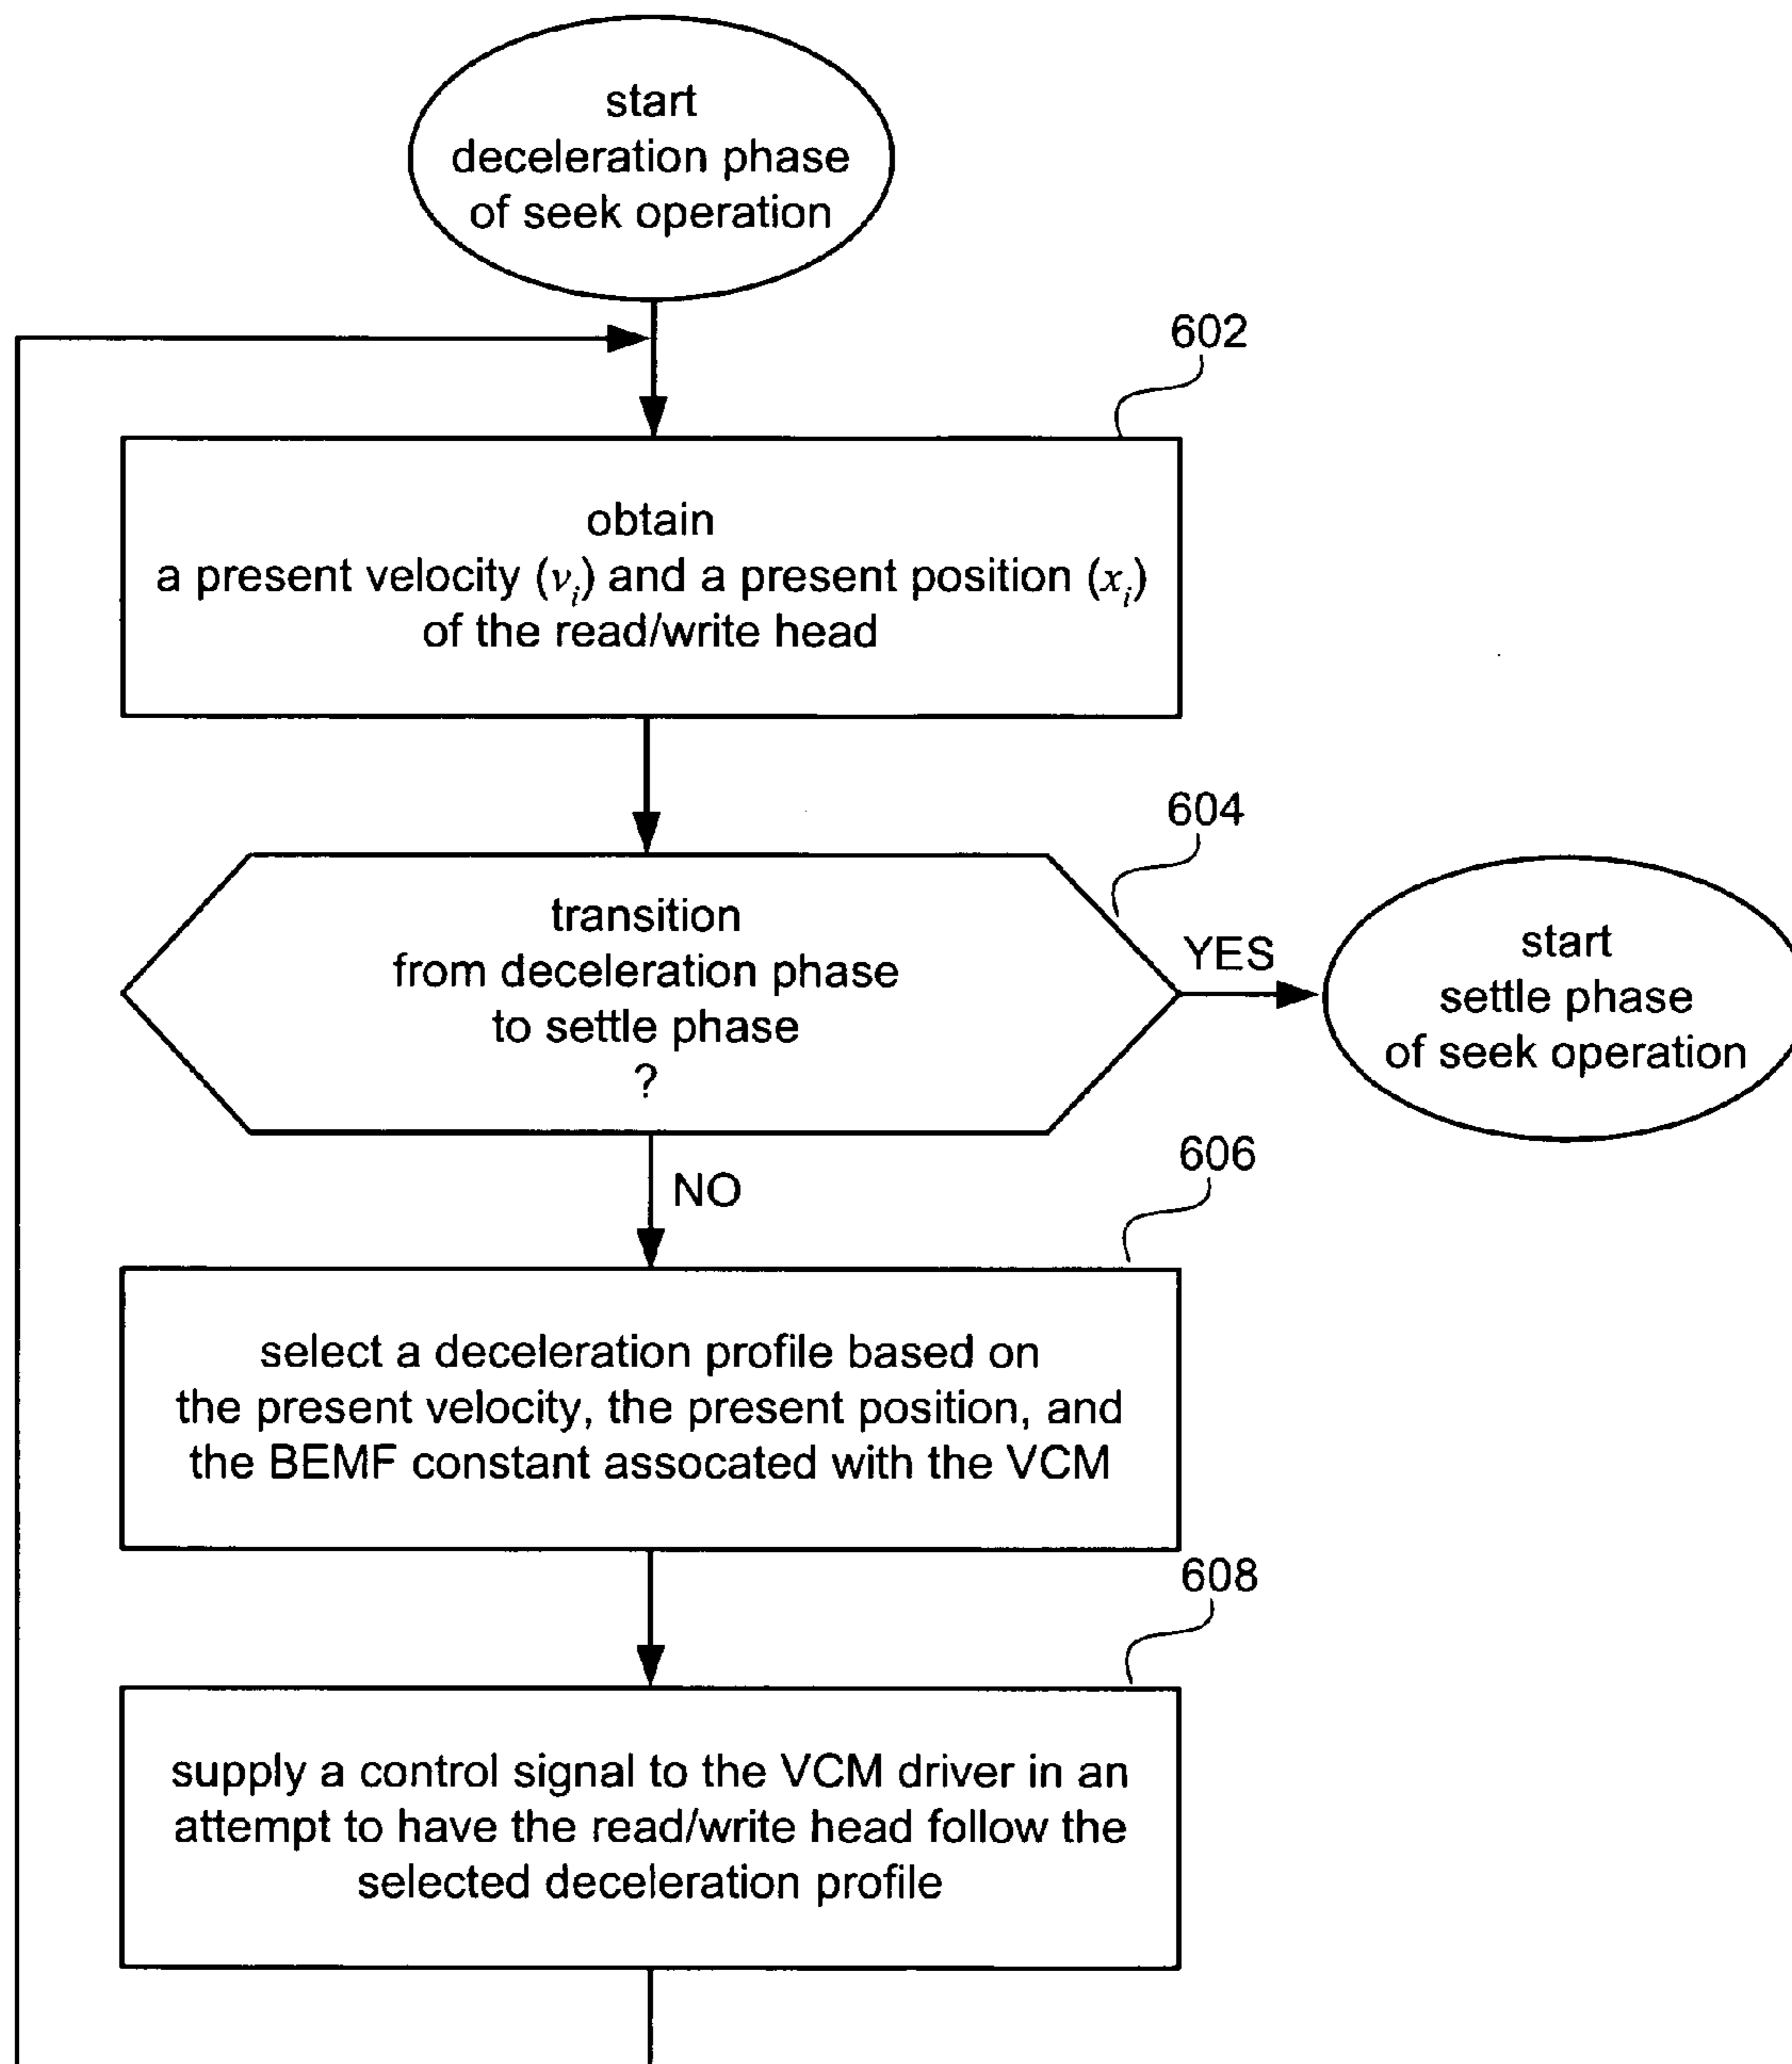 start
deceleration phase
of seek operation
602
obtain
a present velocity (vᵢ) and a present position (xᵢ)
of the read/write head
604
transition
from deceleration phase
to settle phase
?
YES
start
settle phase
of seek operation
NO
606
select a deceleration profile based on
the present velocity, the present position, and
the BEMF constant assocated with the VCM
608
supply a control signal to the VCM driver in an
attempt to have the read/write head follow the
selected deceleration profile